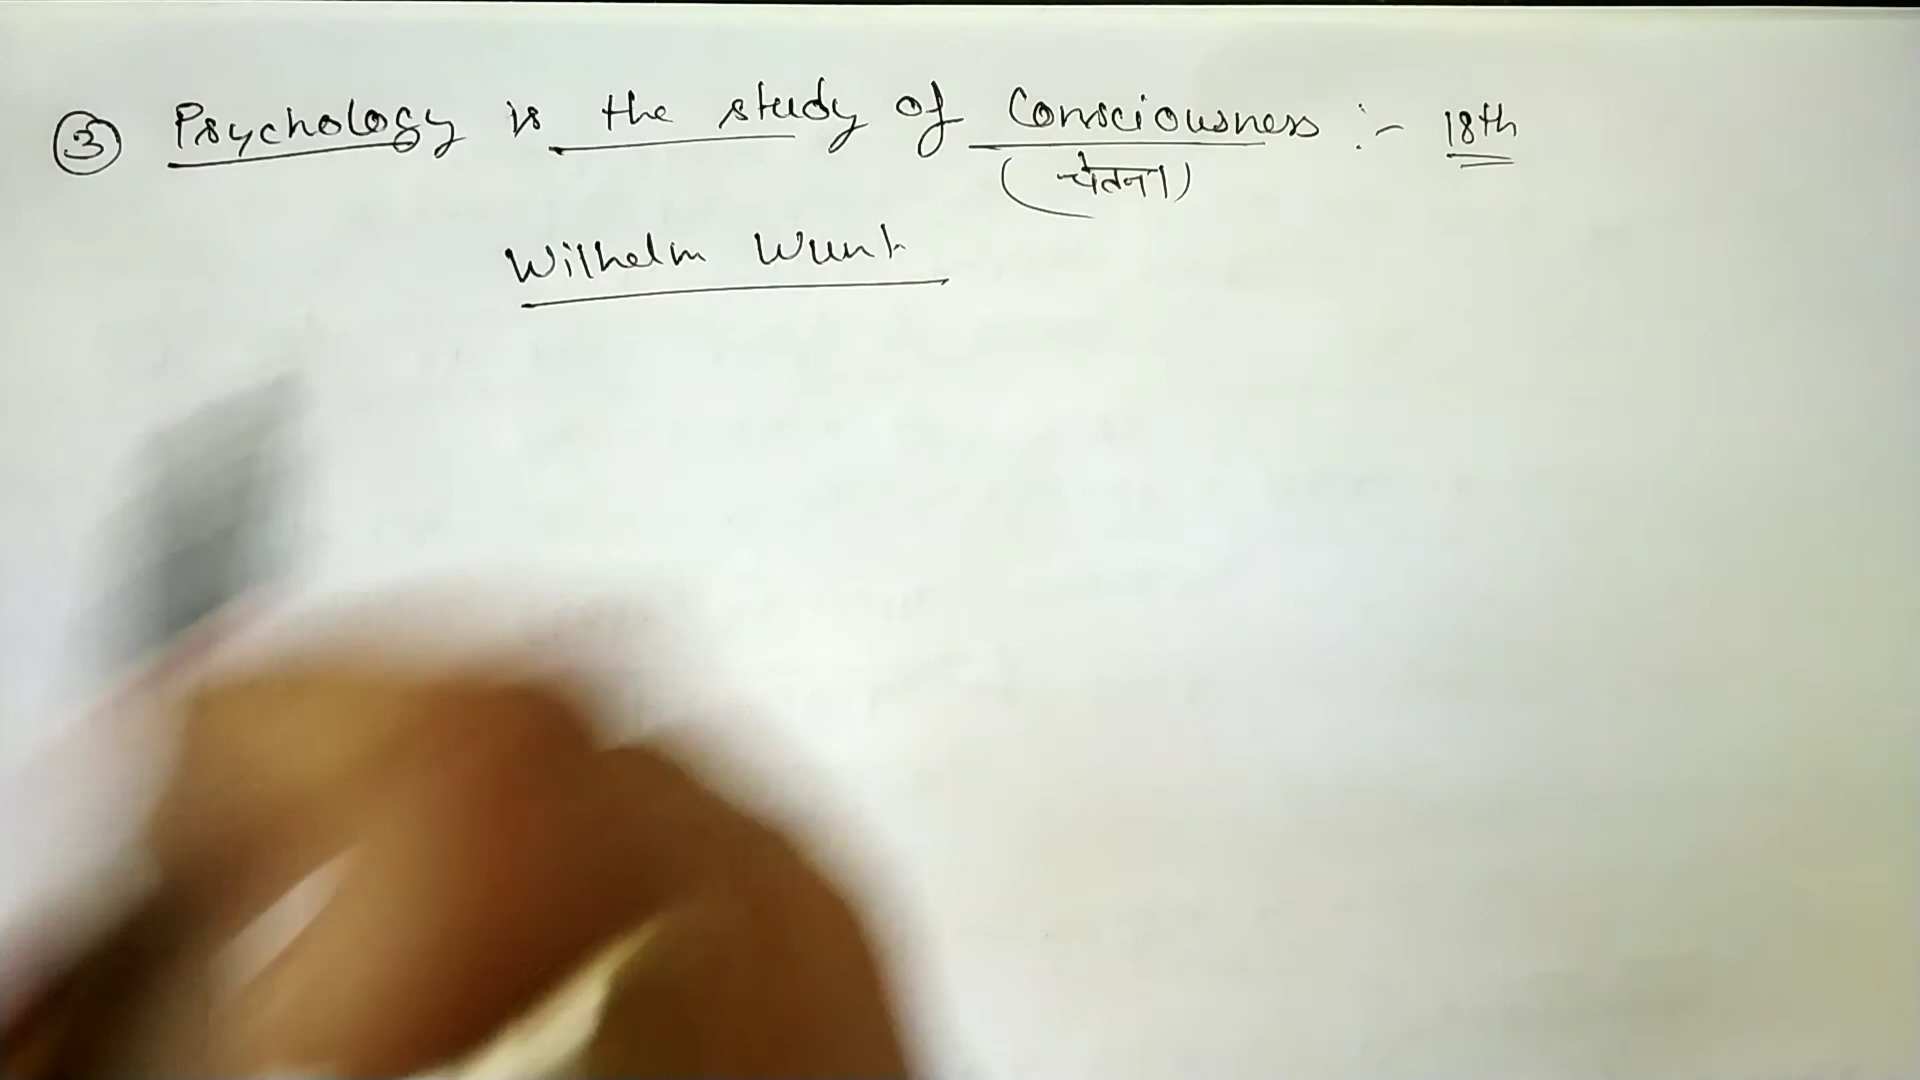 ③ Psychology is the study of Consciousness :- 18th
(चेतना)
Wilhelm Wunt